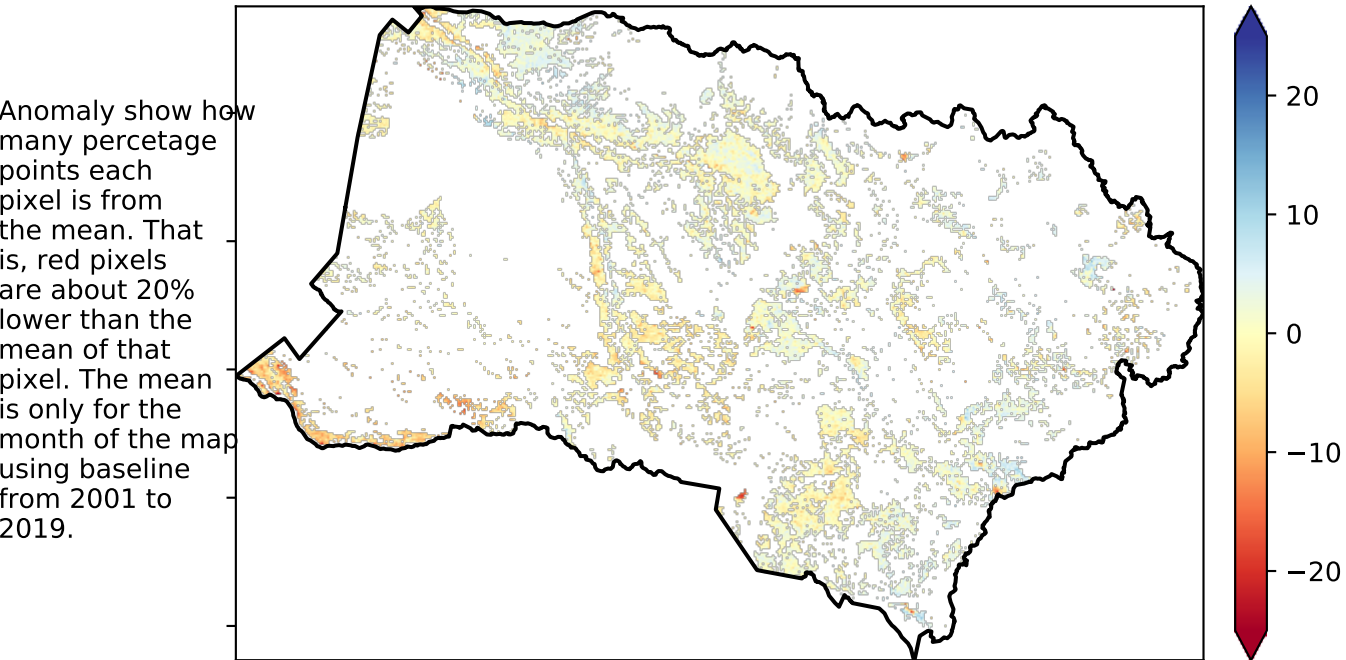 Anomaly show how
many percetage
points each
pixel is from
the mean. That
is, red pixels
are about 20%
lower than the
mean of that
pixel. The mean
is only for the
month of the map
using baseline
from 2001 to
2019.
20
10
0
−10
−20